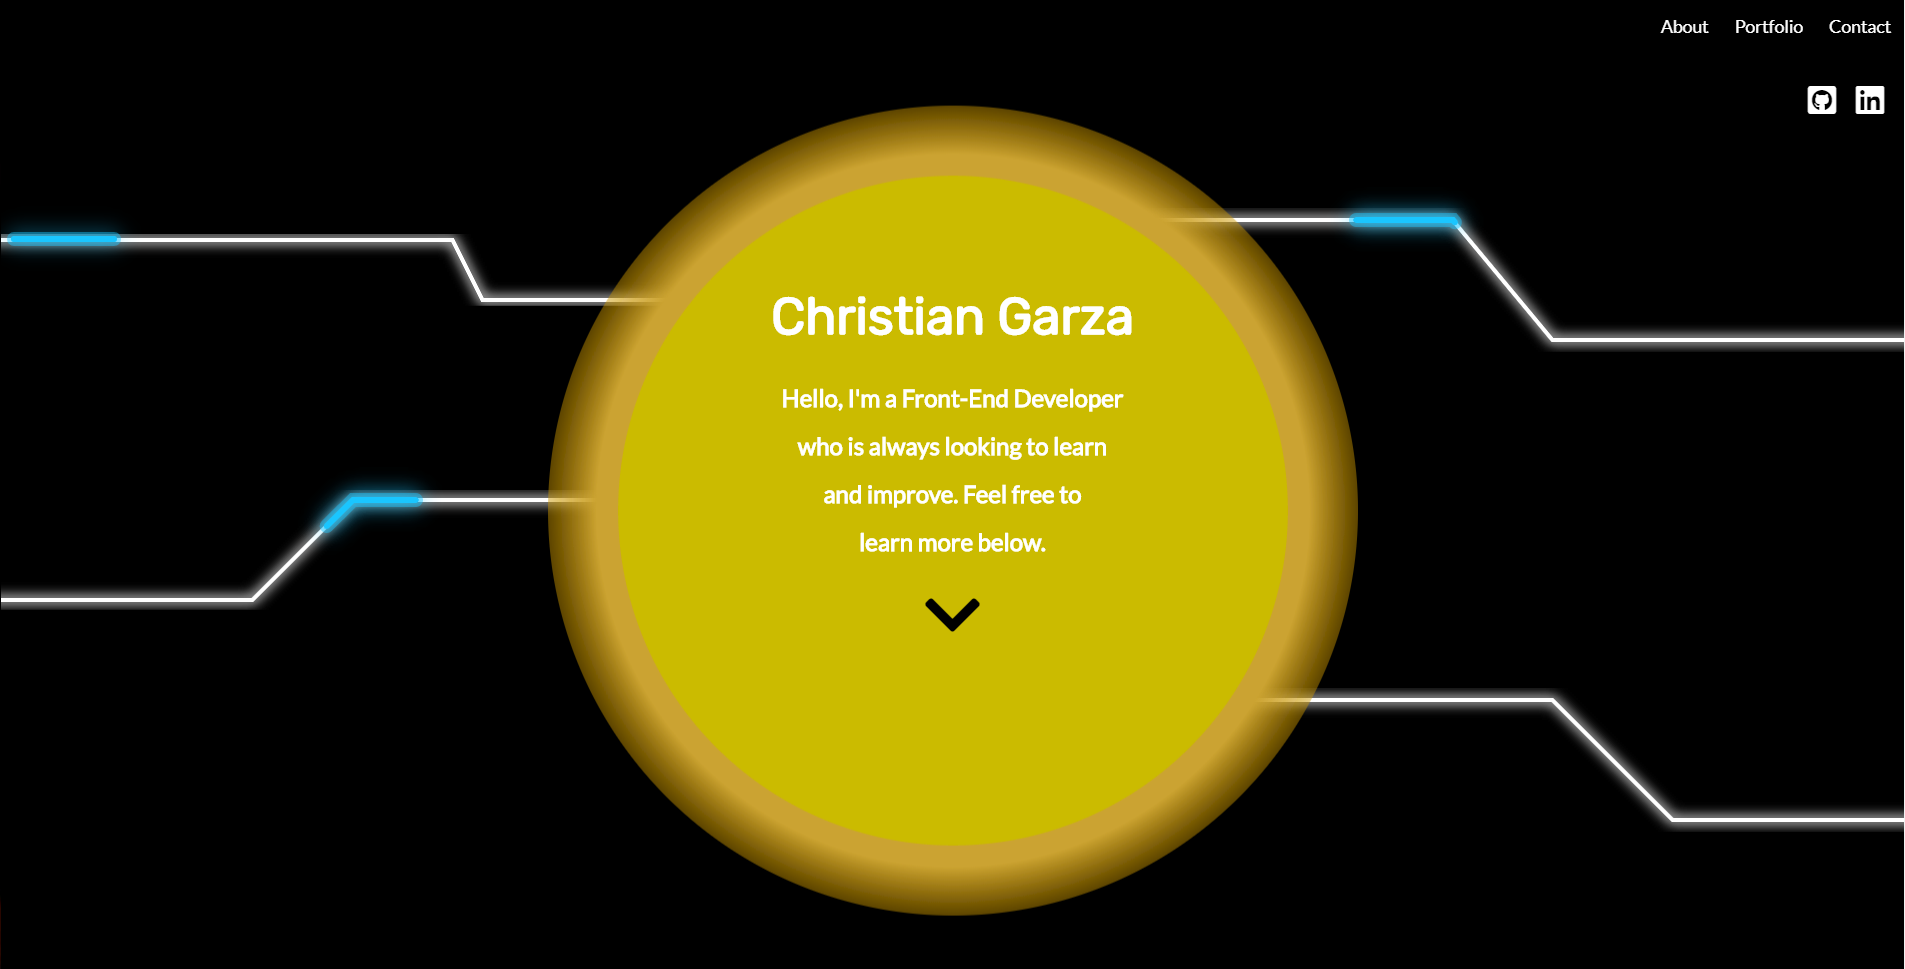 About Portfolio Contact
in
Christian Garza
Hello, I'm a Front-End Developer
who is always looking to learn
and improve. Feel free to
learn more below.